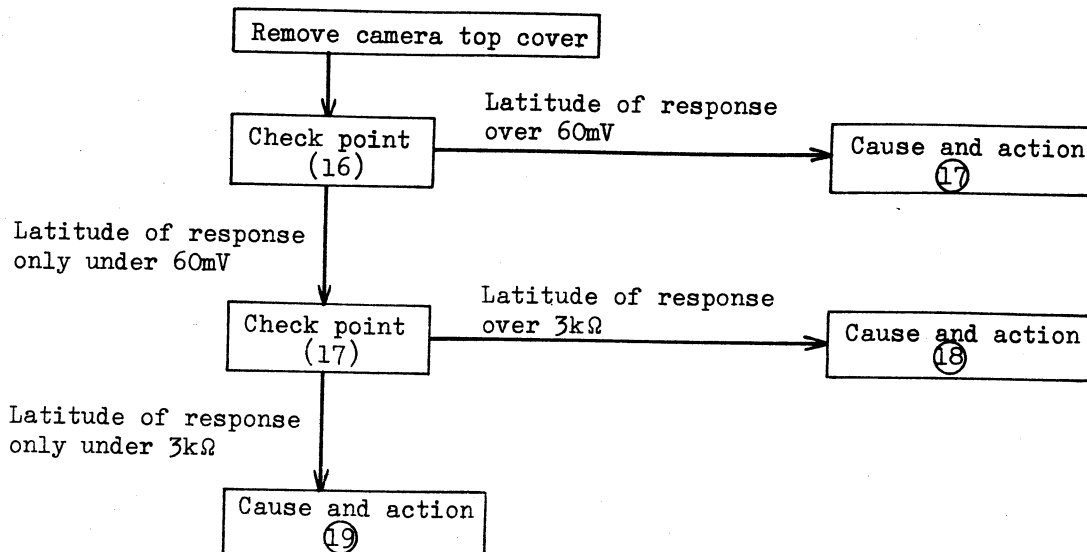 Remove camera top cover
Latitude of response
over 60mV
Check point
(16)
Cause and action
⑰
Latitude of response
only under 60mV
Latitude of response
over 3kΩ
Check point
(17)
Cause and action
⑱
Latitude of response
only under 3kΩ
Cause and action
⑲